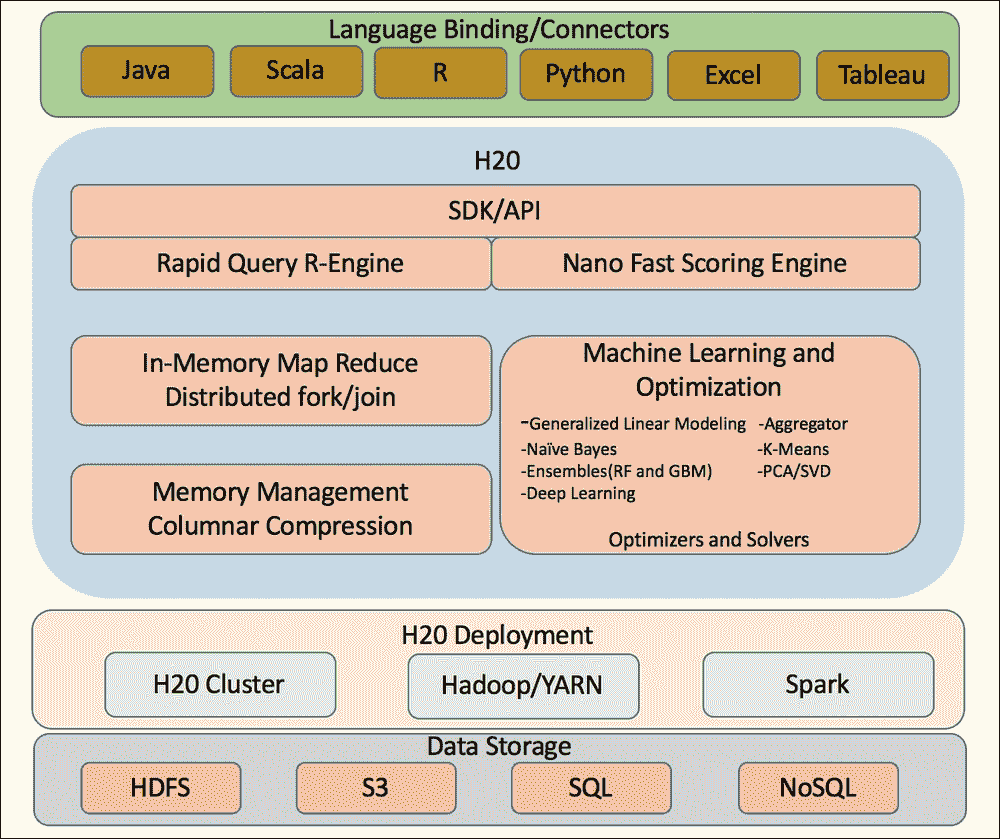 Language Binding/Connectors
Java
Scala
R
Python
Excel
Tableau
H20
SDK/API
Rapid Query R-Engine
Nano Fast Scoring Engine
In-Memory Map Reduce
Distributed fork/join
Memory Management
Columnar Compression
Machine Learning and
Optimization
-Generalized Linear Modeling -Aggregator
-Naïve Bayes -K-Means
-Ensembles(RF and GBM) -PCA/SVD
-Deep Learning
Optimizers and Solvers
H20 Deployment
H20 Cluster
Hadoop/YARN
Spark
Data Storage
HDFS
S3
SQL
NoSQL